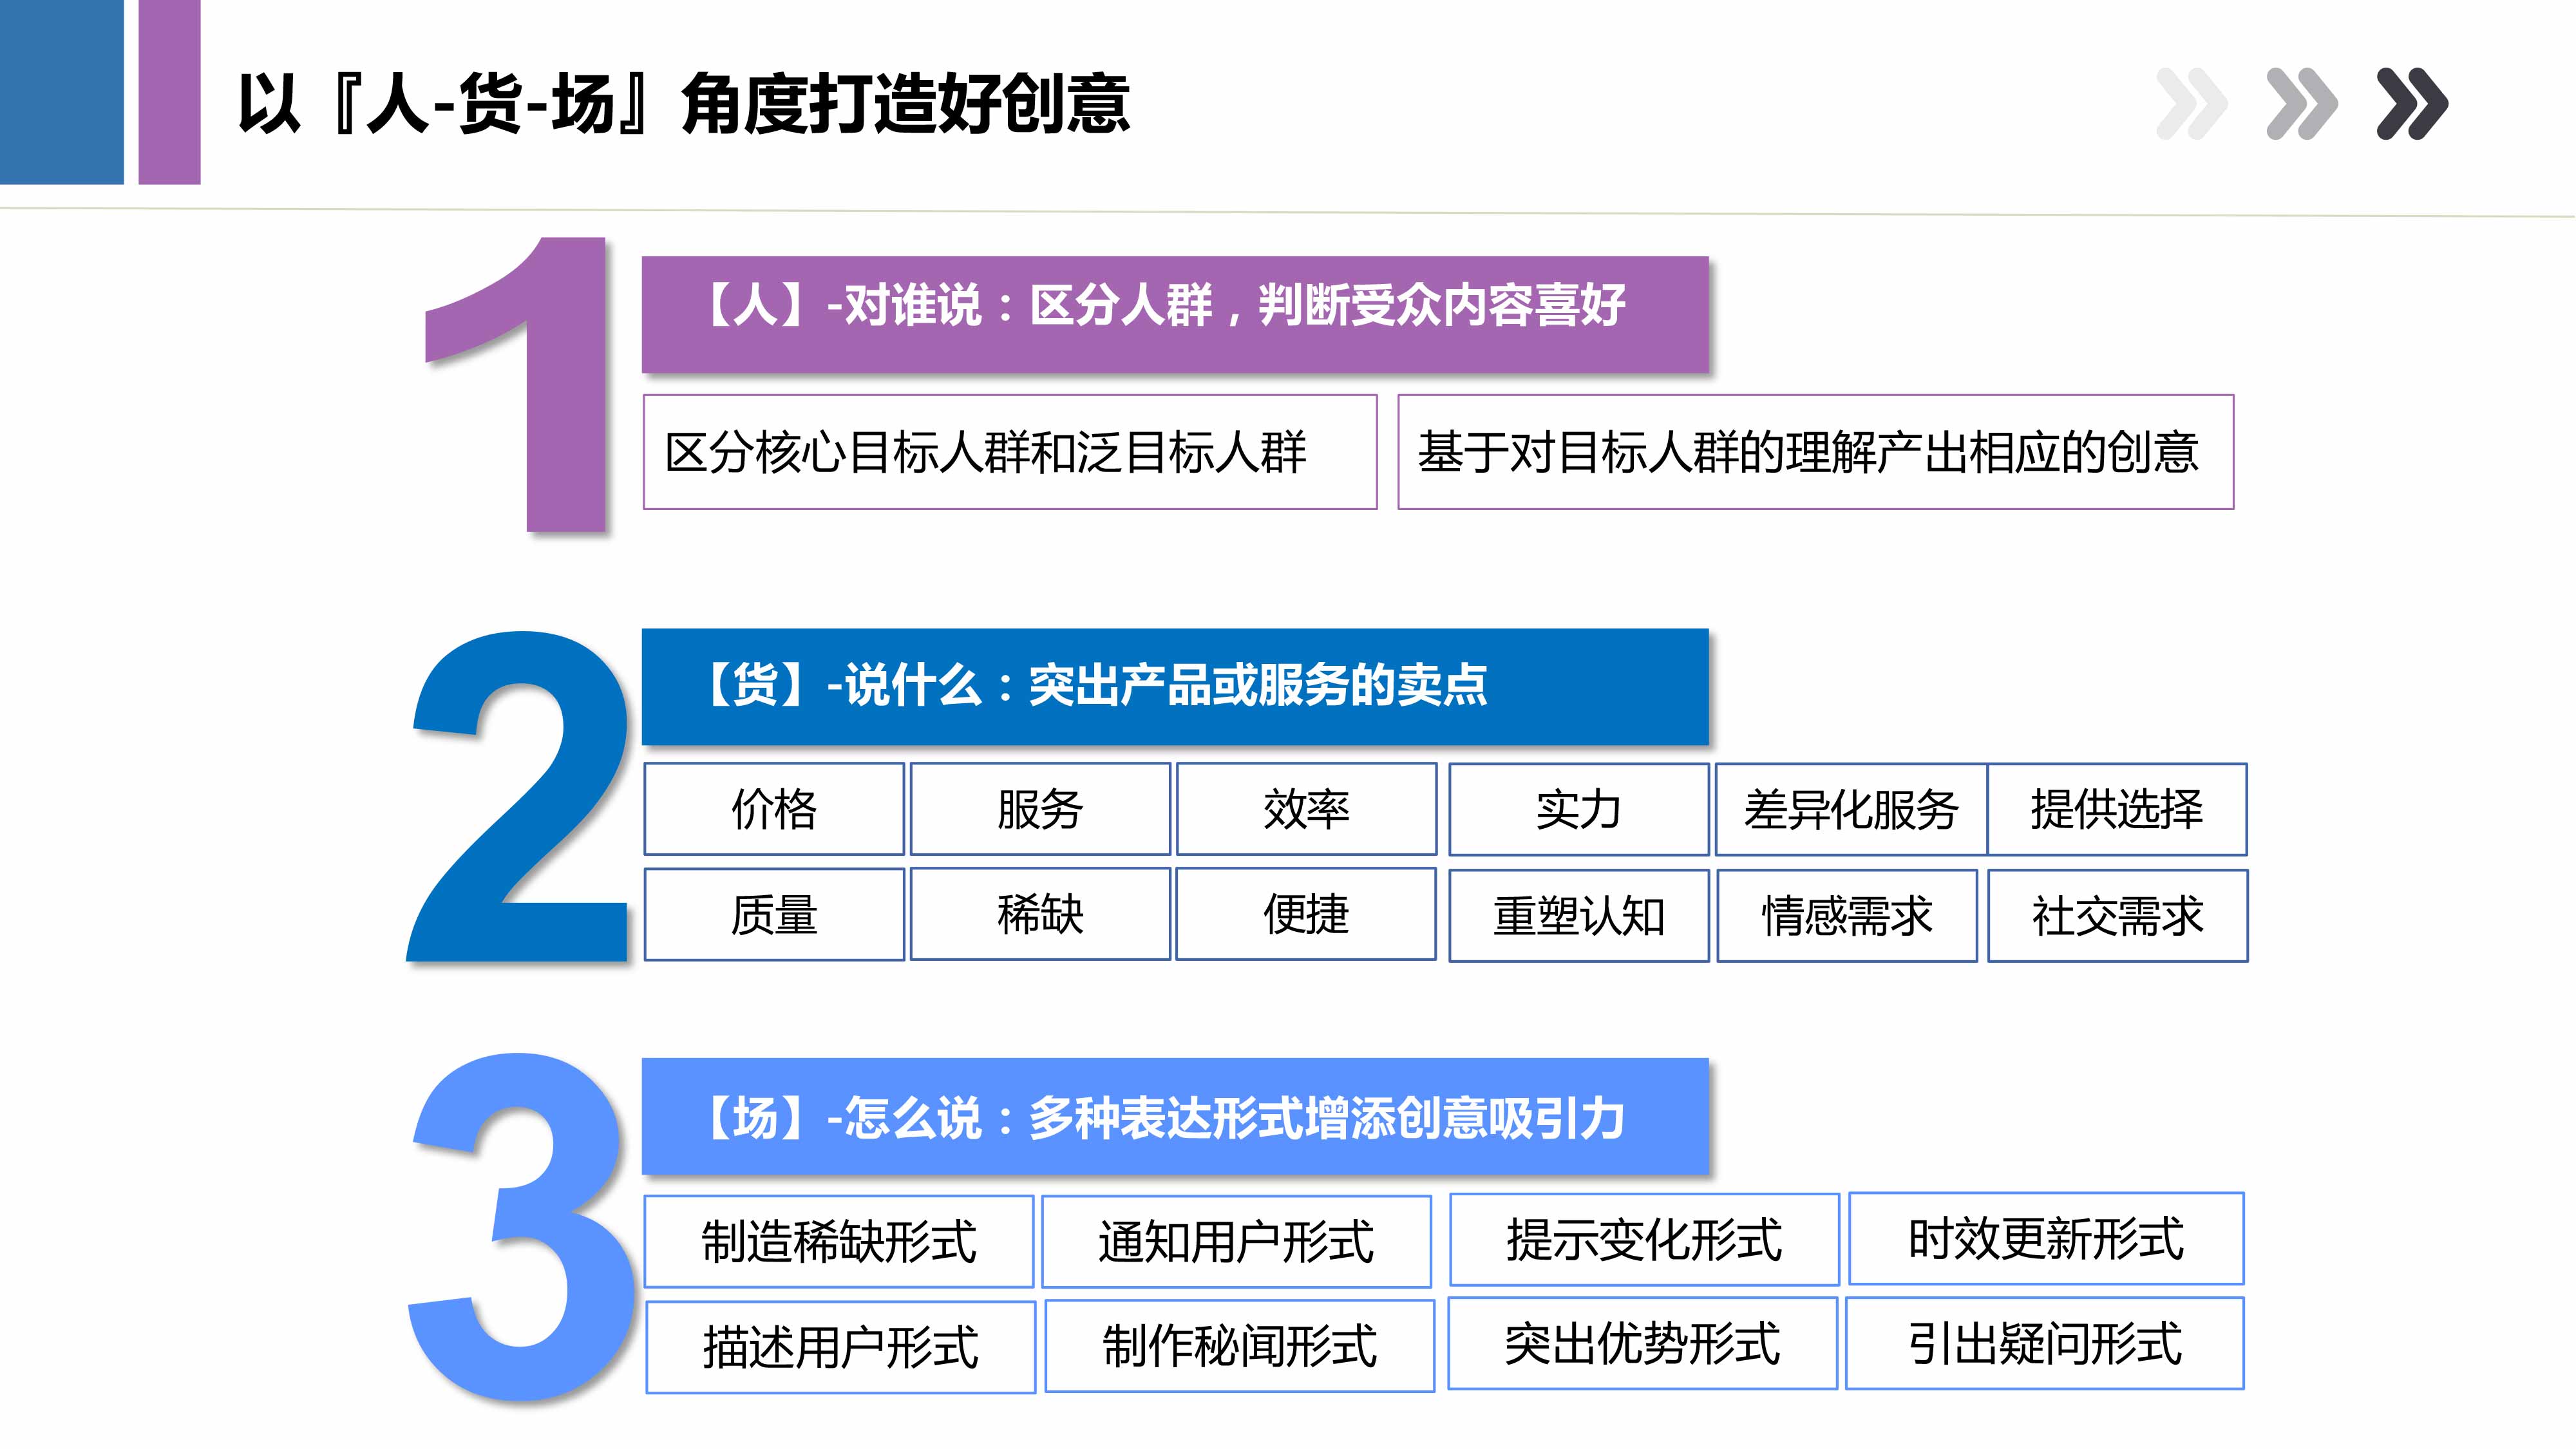 以『人-货-场』角度打造好创意
1
【人】-对谁说：区分人群，判断受众内容喜好
区分核心目标人群和泛目标人群
基于对目标人群的理解产出相应的创意
2
【货】-说什么：突出产品或服务的卖点
价格 服务 效率 实力 差异化服务 提供选择
质量 稀缺 便捷 重塑认知 情感需求 社交需求
3
【场】-怎么说：多种表达形式增添创意吸引力
制造稀缺形式 通知用户形式 提示变化形式 时效更新形式
描述用户形式 制作秘闻形式 突出优势形式 引出疑问形式